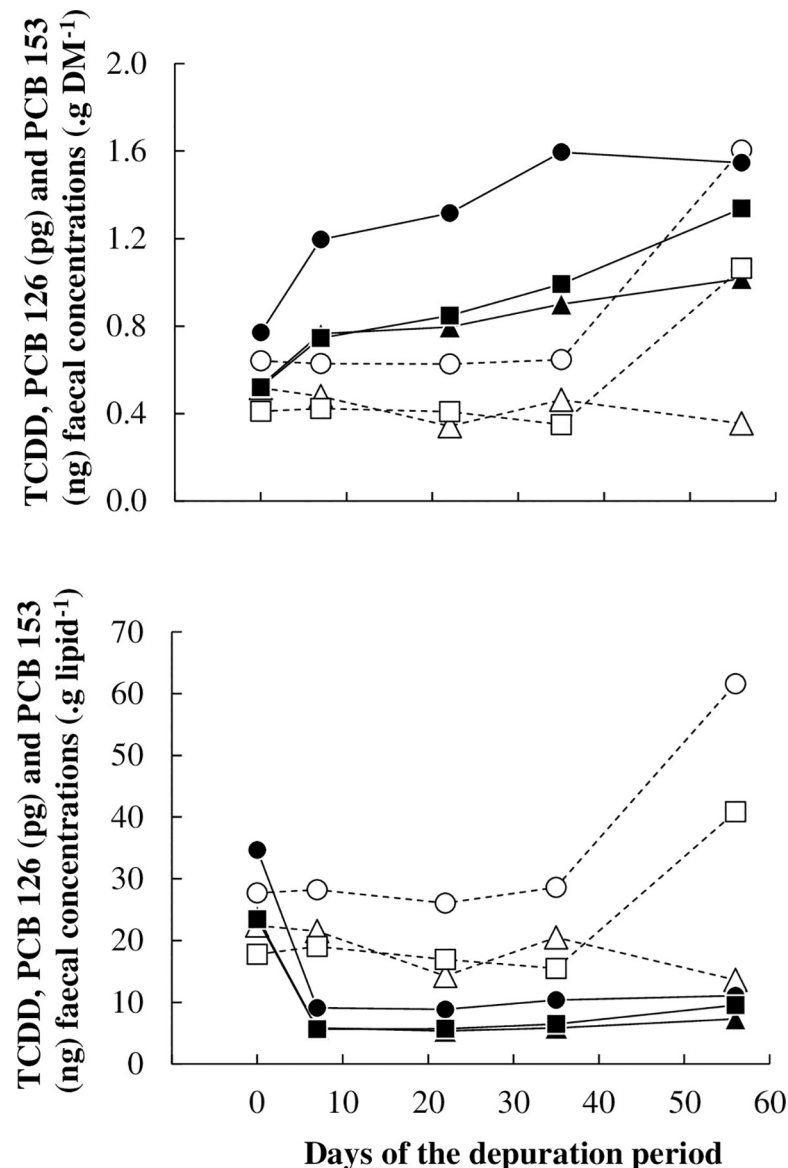 TCDD, PCB 126 (pg) and PCB 153
(ng) faecal concentrations (.g DM⁻¹)
2.0
1.6
1.2
0.8
0.4
0.0
TCDD, PCB 126 (pg) and PCB 153
(ng) faecal concentrations (.g lipid⁻¹)
70
60
50
40
30
20
10
0
0 10 20 30 40 50 60
Days of the depuration period